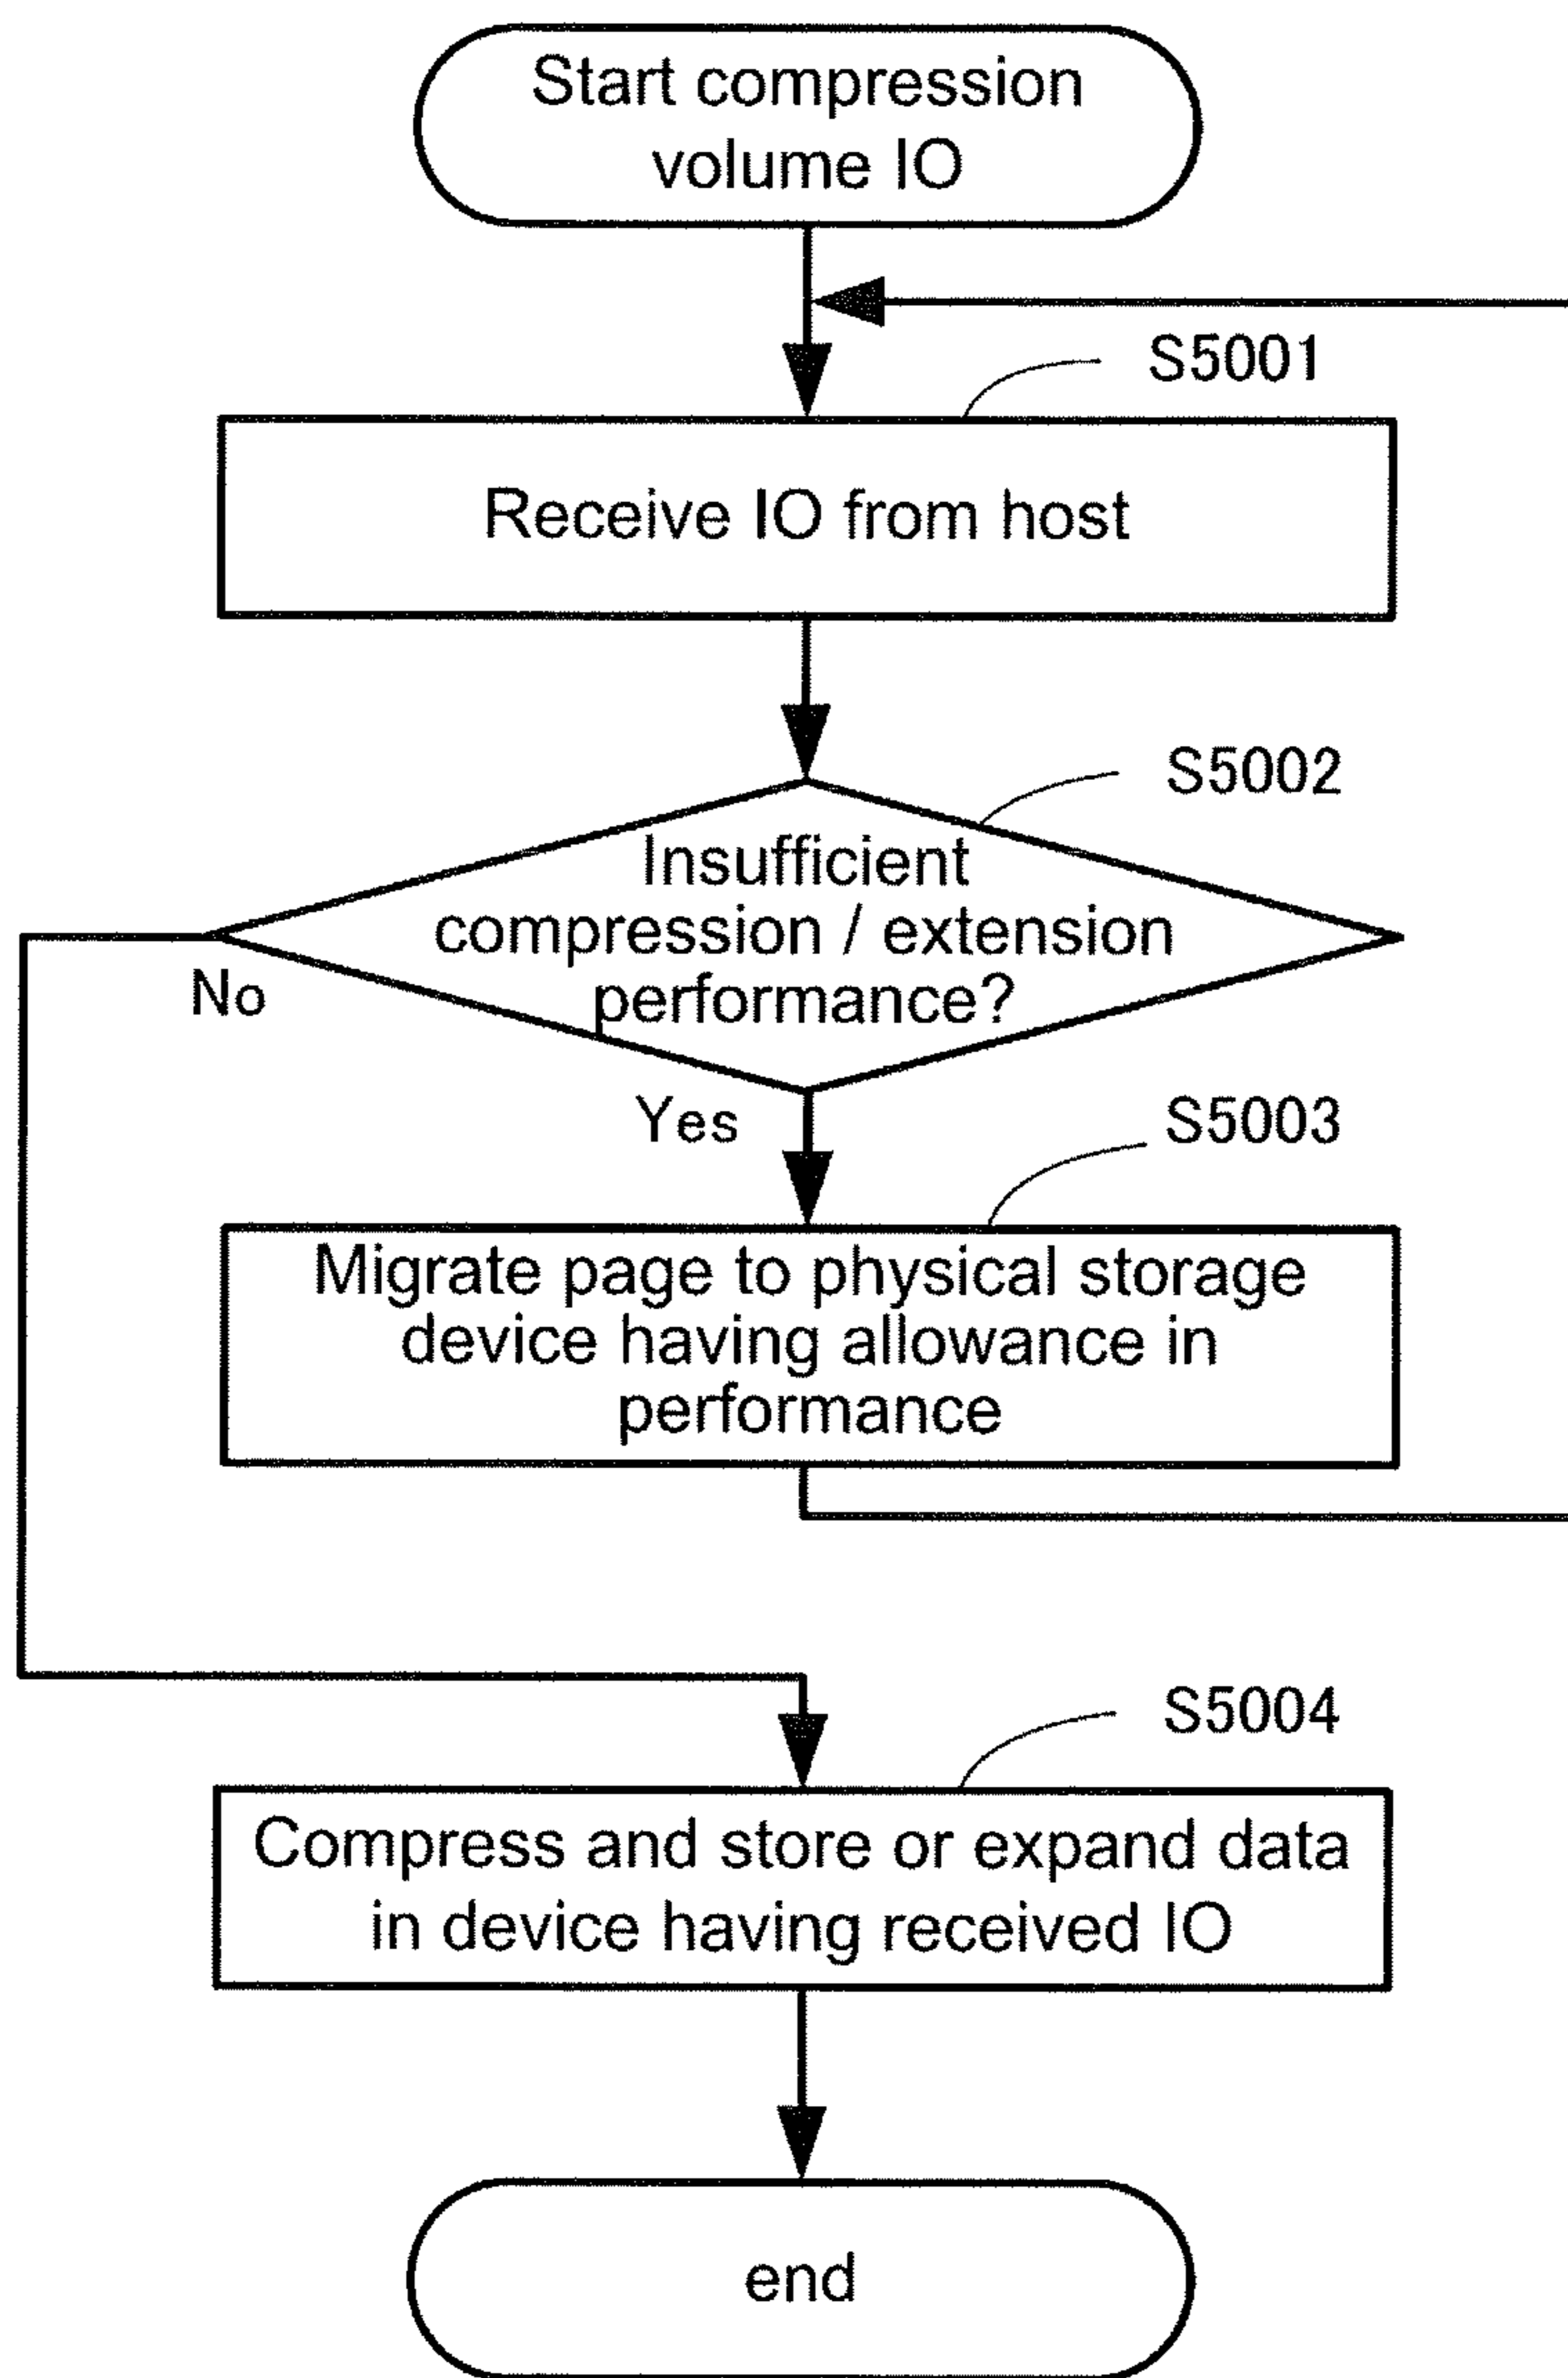 Start compression
volume IO
S5001
Receive IO from host
S5002
Insufficient
compression / extension
performance?
No
Yes
S5003
Migrate page to physical storage
device having allowance in
performance
S5004
Compress and store or expand data
in device having received IO
end